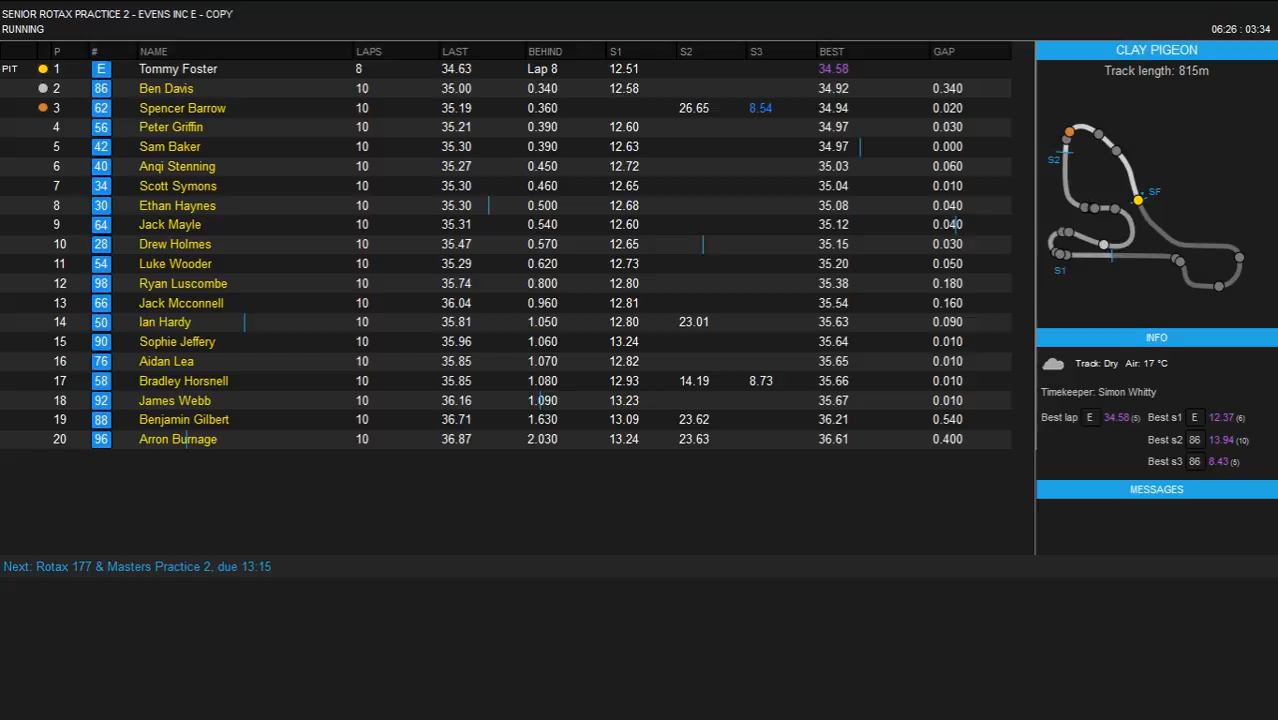 SENIOR ROTAX PRACTICE 2 - EVENS INC E - COPY
RUNNING
06:26 : 03:34
P # NAME LAPS LAST BEHIND S1 S2 S3 BEST GAP
PIT 1 E Tommy Foster 8 34.63 Lap 8 12.51 34.58
2 86 Ben Davis 10 35.00 0.340 12.58 34.92 0.340
3 62 Spencer Barrow 10 35.19 0.360 26.65 8.54 34.94 0.020
4 56 Peter Griffin 10 35.21 0.390 12.60 34.97 0.030
5 42 Sam Baker 10 35.30 0.390 12.63 34.97 0.000
6 40 Anqi Stenning 10 35.27 0.450 12.72 35.03 0.060
7 34 Scott Symons 10 35.30 0.460 12.65 35.04 0.010
8 30 Ethan Haynes 10 35.30 0.500 12.68 35.08 0.040
9 64 Jack Mayle 10 35.31 0.540 12.60 35.12 0.040
10 28 Drew Holmes 10 35.47 0.570 12.65 35.15 0.030
11 54 Luke Wooder 10 35.29 0.620 12.73 35.20 0.050
12 98 Ryan Luscombe 10 35.74 0.800 12.80 35.38 0.180
13 66 Jack Mcconnell 10 36.04 0.960 12.81 35.54 0.160
14 50 Ian Hardy 10 35.81 1.050 12.80 23.01 35.63 0.090
15 90 Sophie Jeffery 10 35.96 1.060 13.24 35.64 0.010
16 76 Aidan Lea 10 35.85 1.070 12.82 35.65 0.010
17 58 Bradley Horsnell 10 35.85 1.080 12.93 14.19 8.73 35.66 0.010
18 92 James Webb 10 36.16 1.090 13.23 35.67 0.010
19 88 Benjamin Gilbert 10 36.71 1.630 13.09 23.62 36.21 0.540
20 96 Arron Burnage 10 36.87 2.030 13.24 23.63 36.61 0.400
Next: Rotax 177 & Masters Practice 2, due 13:15
CLAY PIGEON
Track length: 815m
S2
SF
S1
INFO
Track: Dry Air: 17 °C
Timekeeper: Simon Whitty
Best lap E 34.58 (5) Best s1 E 12.37 (6)
Best s2 86 13.94 (10)
Best s3 86 8.43 (5)
MESSAGES